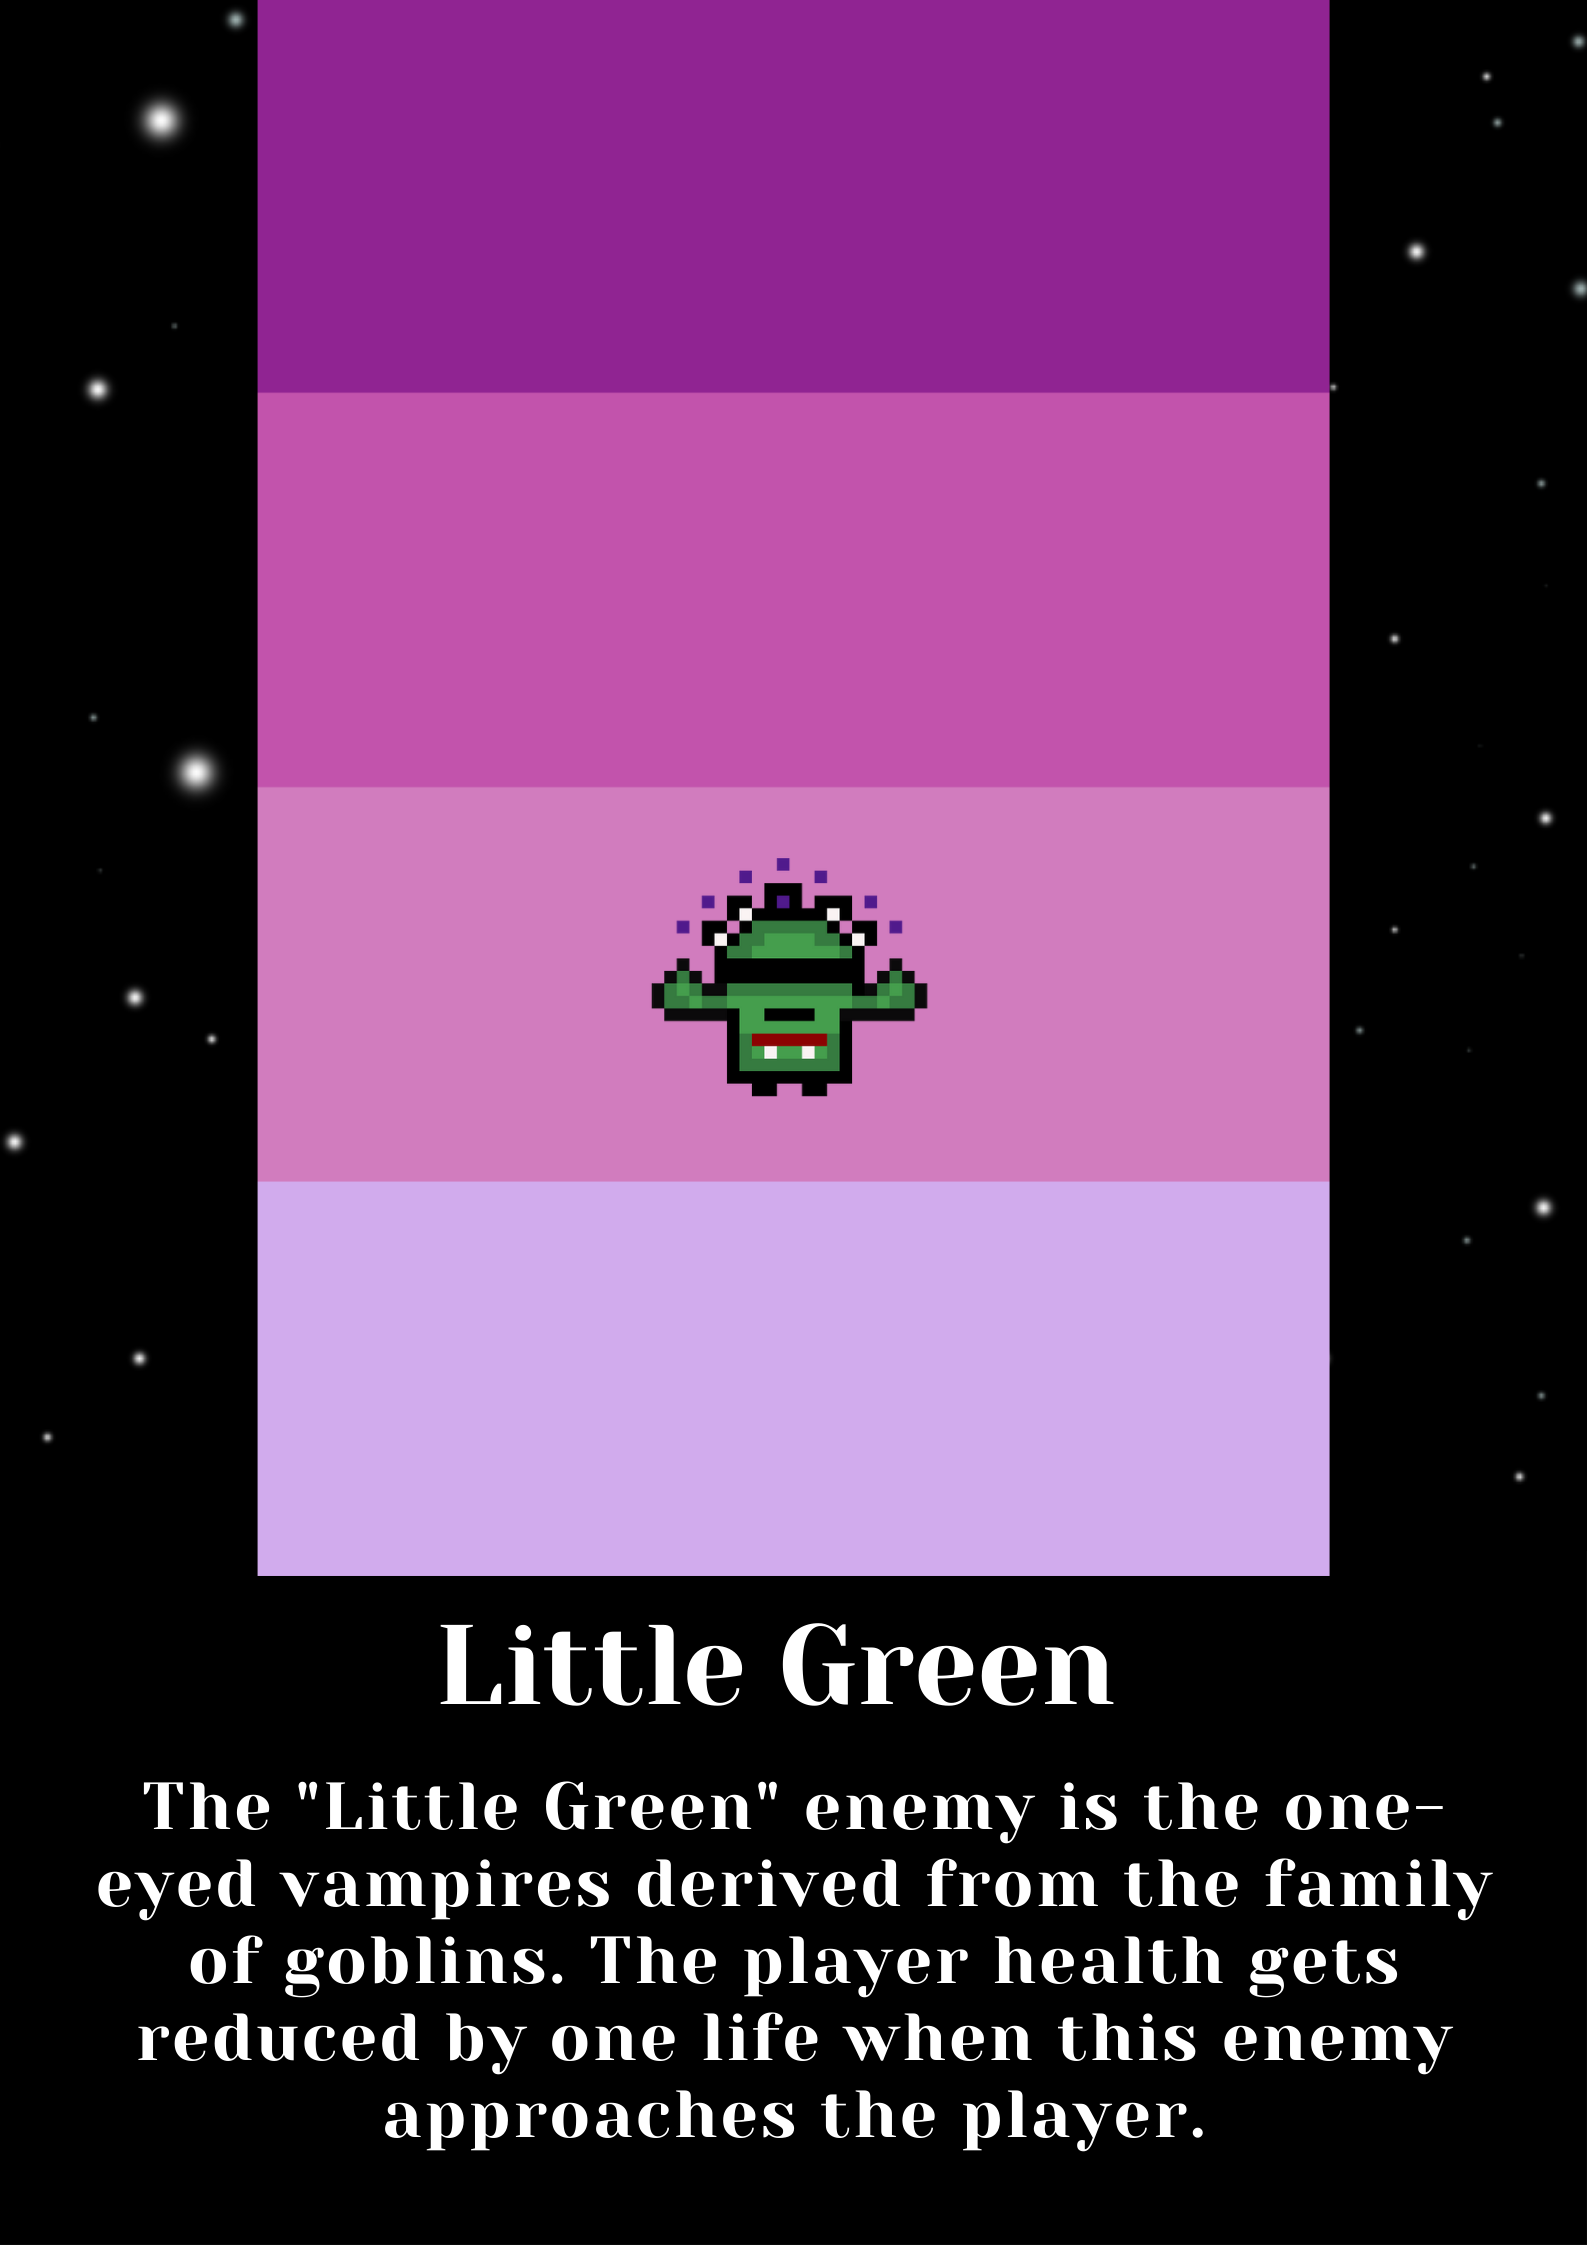 Little Green
The "Little Green" enemy is the one-
eyed vampires derived from the family
of goblins. The player health gets
reduced by one life when this enemy
approaches the player.